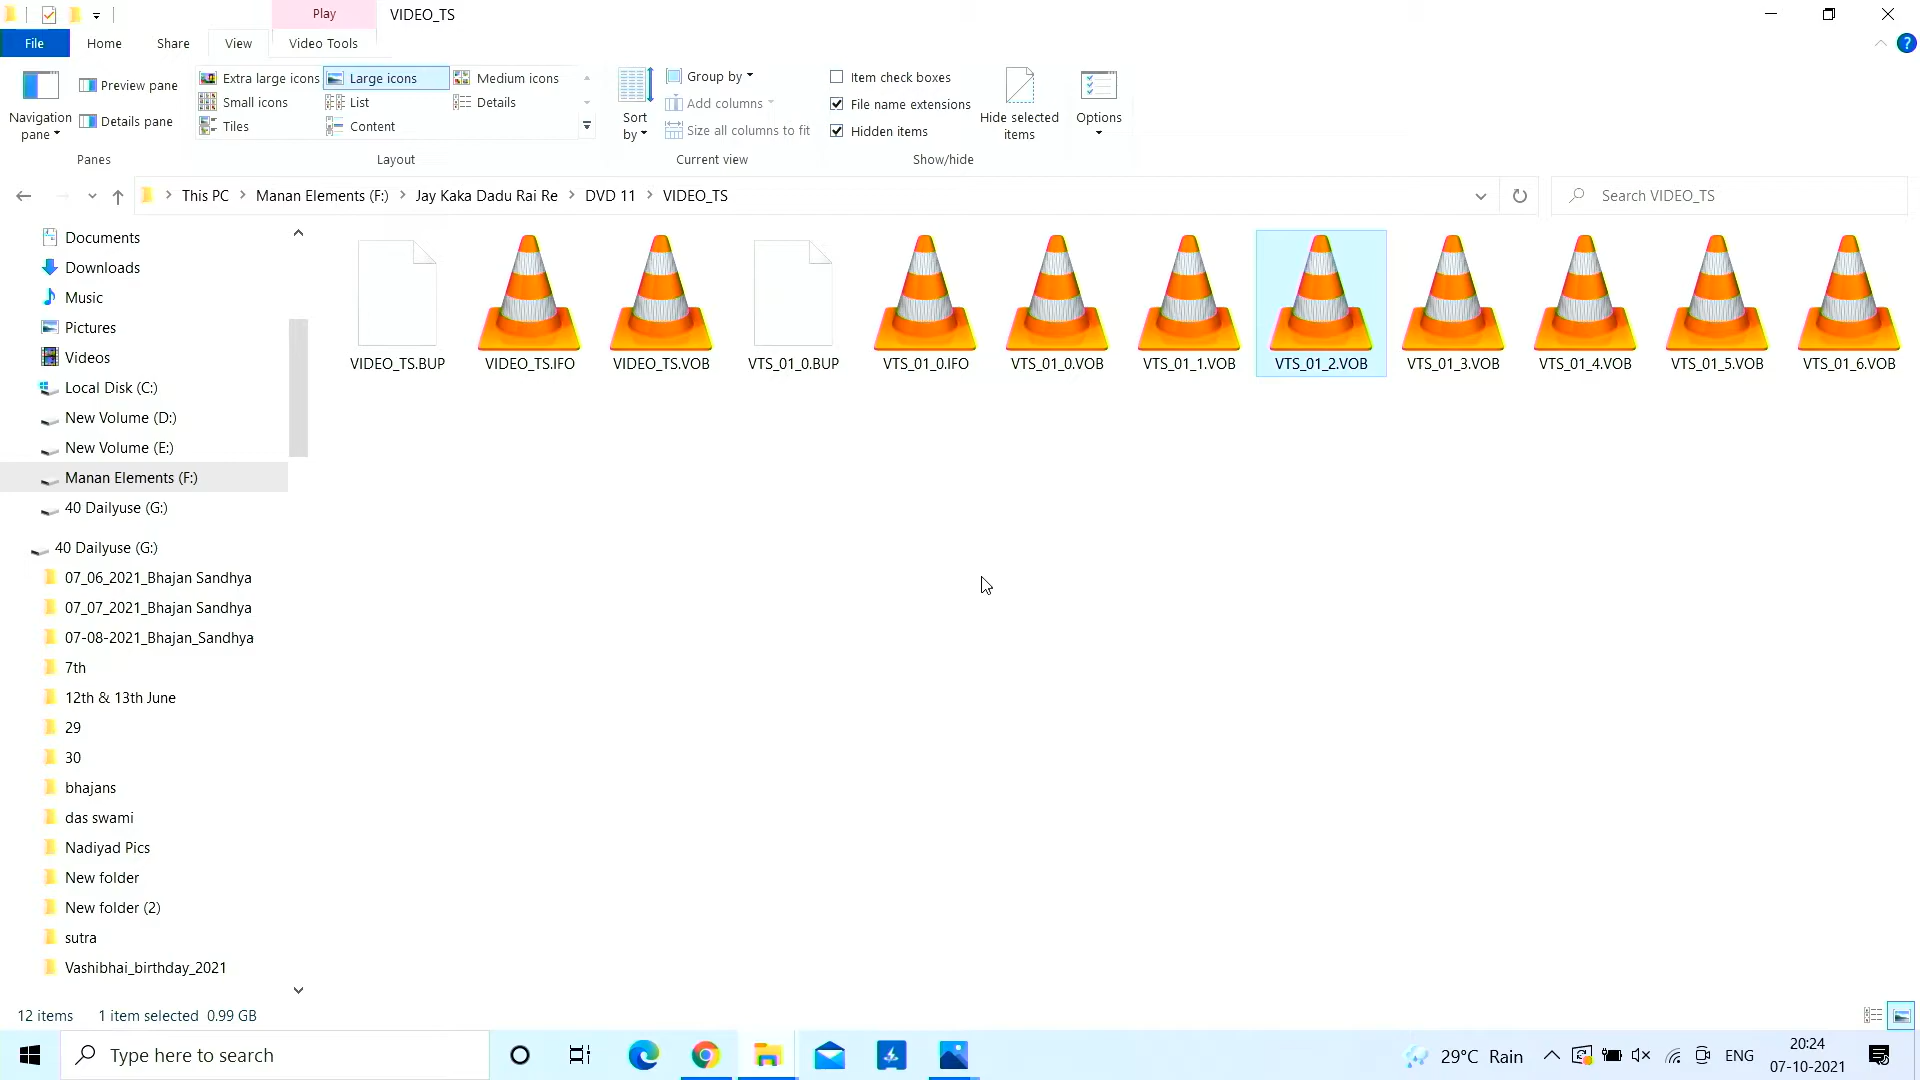 Play
VIDEO_TS
File
Home
Share
View
Video Tools
Navigation pane
Preview pane
Details pane
Panes
Extra large icons
Large icons
Medium icons
Small icons
List
Details
Tiles
Content
Layout
Sort by
Group by
Add columns
Size all columns to fit
Current view
Item check boxes
File name extensions
Hidden items
Hide selected items
Show/hide
Options
This PC > Manan Elements (F:) > Jay Kaka Dadu Rai Re > DVD 11 > VIDEO_TS
Search VIDEO_TS
Documents
Downloads
Music
Pictures
Videos
Local Disk (C:)
New Volume (D:)
New Volume (E:)
Manan Elements (F:)
40 Dailyuse (G:)
40 Dailyuse (G:)
07_06_2021_Bhajan Sandhya
07_07_2021_Bhajan Sandhya
07-08-2021_Bhajan_Sandhya
7th
12th & 13th June
29
30
bhajans
das swami
Nadiyad Pics
New folder
New folder (2)
sutra
Vashibhai_birthday_2021
VIDEO_TS.BUP
VIDEO_TS.IFO
VIDEO_TS.VOB
VTS_01_0.BUP
VTS_01_0.IFO
VTS_01_0.VOB
VTS_01_1.VOB
VTS_01_2.VOB
VTS_01_3.VOB
VTS_01_4.VOB
VTS_01_5.VOB
VTS_01_6.VOB
12 items
1 item selected 0.99 GB
Type here to search
29°C Rain
ENG
20:24
07-10-2021